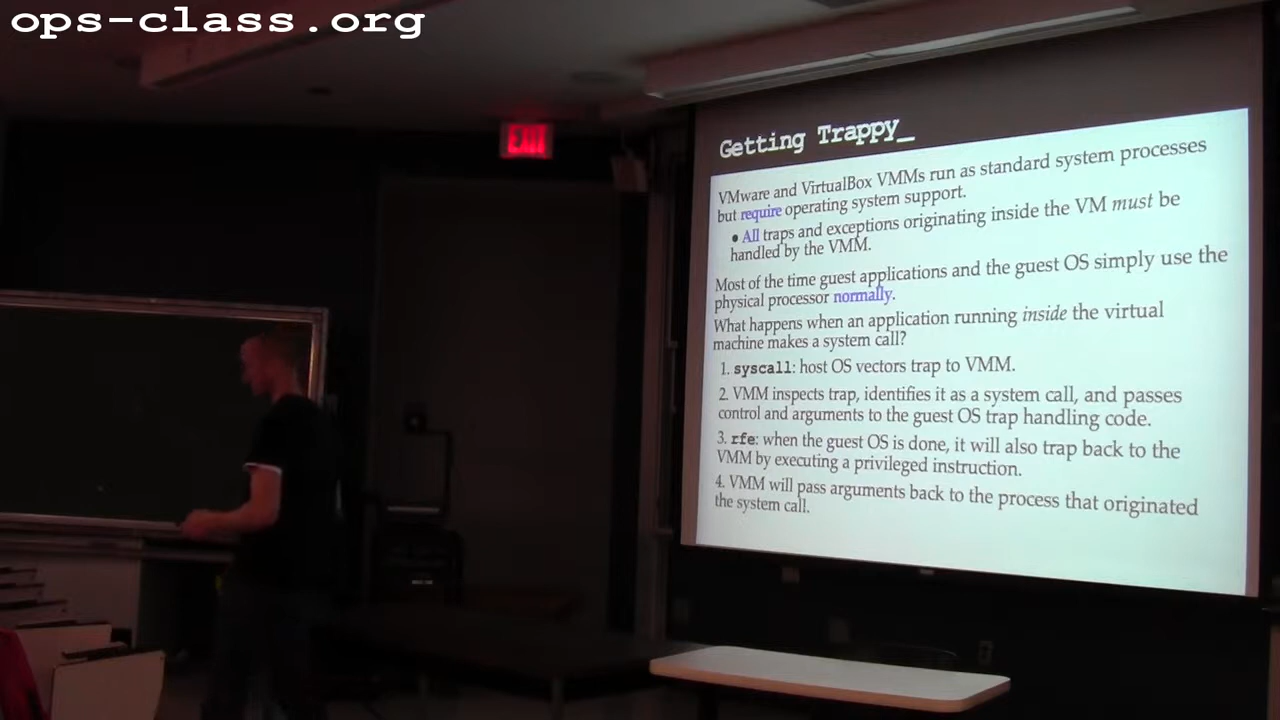 ops-class.org
EXIT
Getting Trappy_
VMware and VirtualBox VMMs run as standard system processes
but require operating system support.
• All traps and exceptions originating inside the VM must be
handled by the VMM.
Most of the time guest applications and the guest OS simply use the
physical processor normally.
What happens when an application running inside the virtual
machine makes a system call?
1. syscall: host OS vectors trap to VMM.
2. VMM inspects trap, identifies it as a system call, and passes
control and arguments to the guest OS trap handling code.
3. rfe: when the guest OS is done, it will also trap back to the
VMM by executing a privileged instruction.
4. VMM will pass arguments back to the process that originated
the system call.